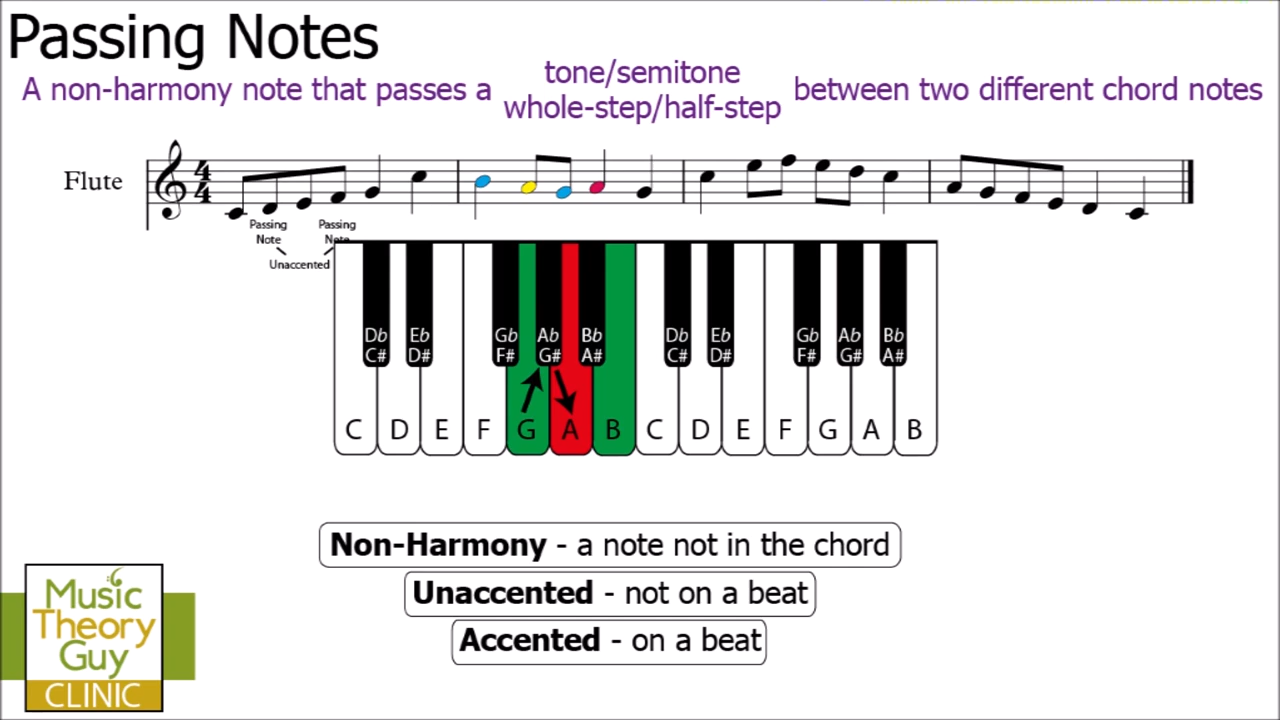 Passing Notes
A non-harmony note that passes a tone/semitone between two different chord notes
whole-step/half-step
Flute
4
4
Passing Passing
Note Note
Unaccented
Db Eb Gb Ab Bb Db Eb Gb Ab Bb
C# D# F# G# A# C# D# F# G# A#
C D E F G A B C D E F G A B
Non-Harmony - a note not in the chord
Unaccented - not on a beat
Accented - on a beat
Music
Theory
Guy
CLINIC